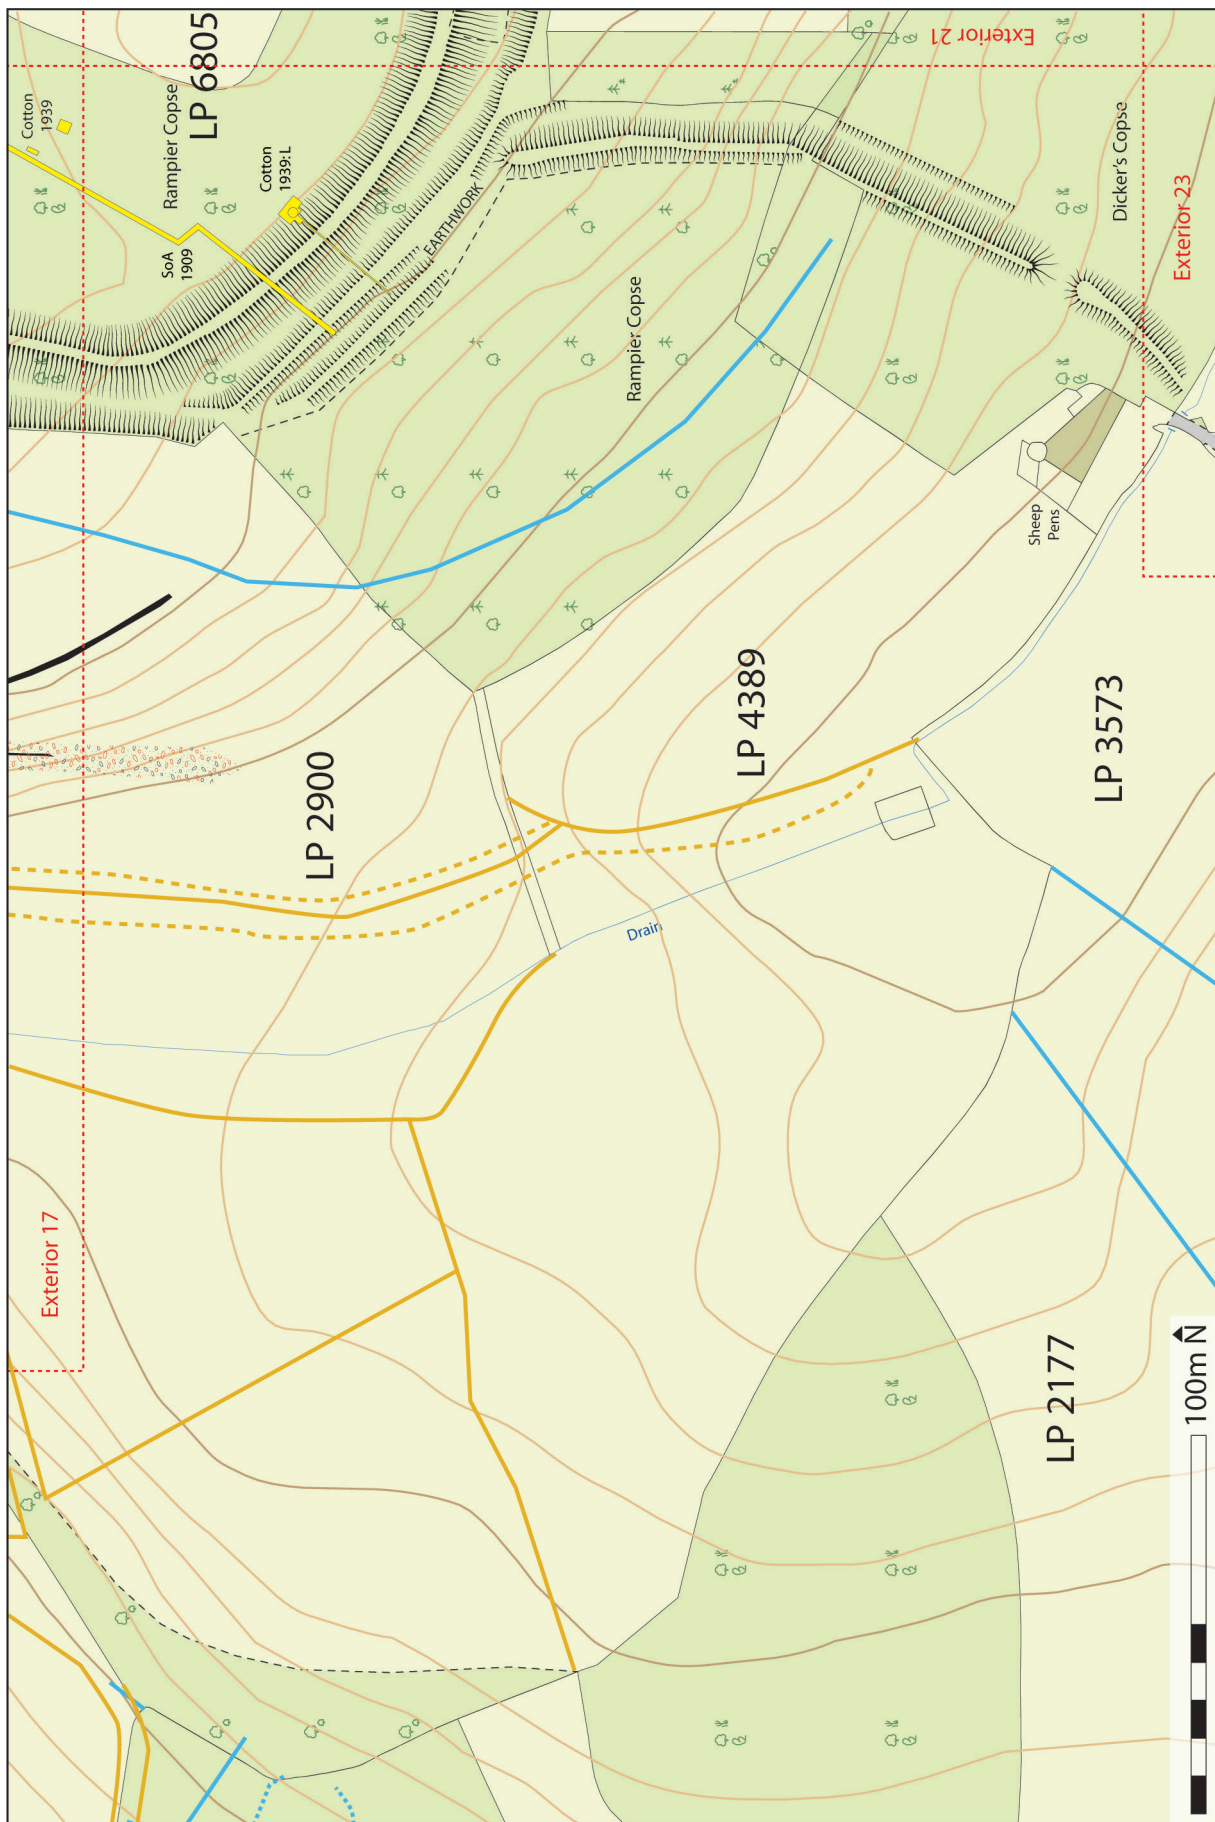 LP 6805
Exterior 21
Cotton
1939
Rampier Copse
Cotton
1939:L
SoA
1909
EARTHWORK
Dicker's Copse
Exterior 23
Rampier Copse
Sheep
Pens
LP 2900
LP 4389
LP 3573
Drain
Exterior 17
LP 2177
100m N